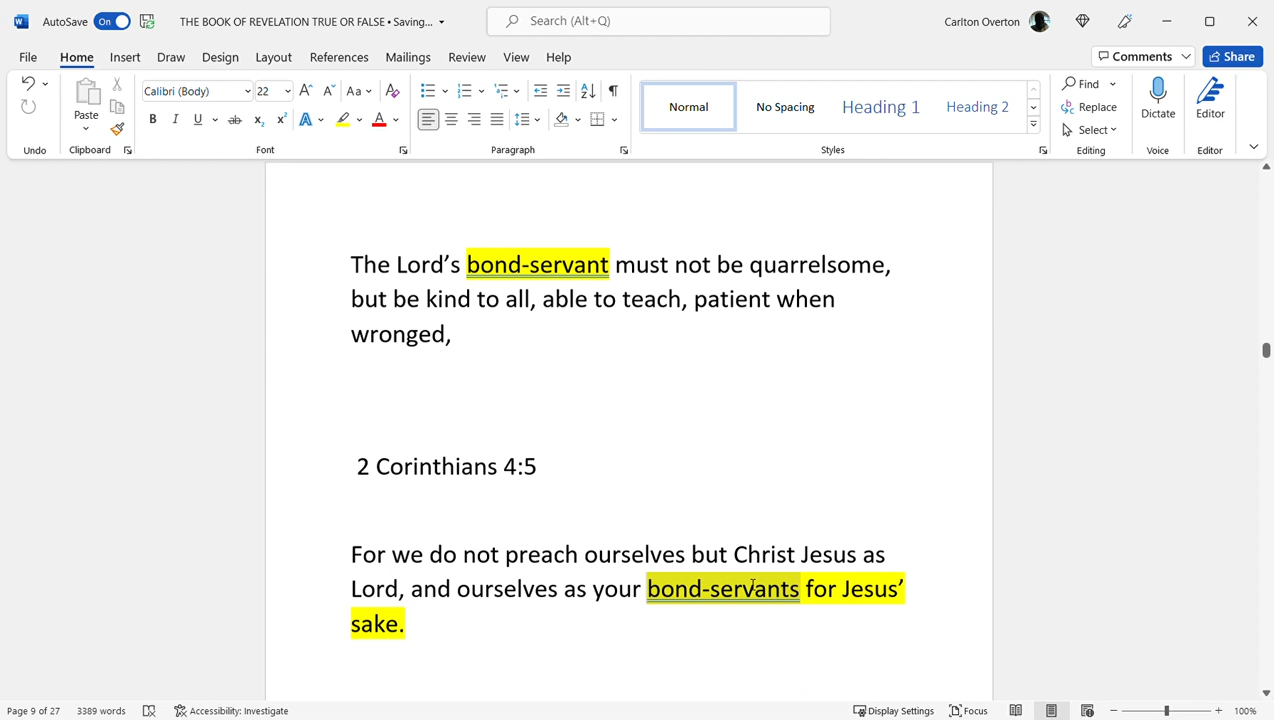 AutoSave On THE BOOK OF REVELATION TRUE OR FALSE • Saving... Search (Alt+Q) Carlton Overton
File Home Insert Draw Design Layout References Mailings Review View Help Comments Share
Calibri (Body) 22 Aa Normal No Spacing Heading 1 Heading 2 Find
Paste Replace Dictate Editor
Select
Undo Clipboard Font Paragraph Styles Editing Voice Editor
The Lord’s bond-servant must not be quarrelsome,
but be kind to all, able to teach, patient when
wronged,
2 Corinthians 4:5
For we do not preach ourselves but Christ Jesus as
Lord, and ourselves as your bond-servants for Jesus’
sake.
Page 9 of 27 3389 words Accessibility: Investigate Display Settings Focus 100%